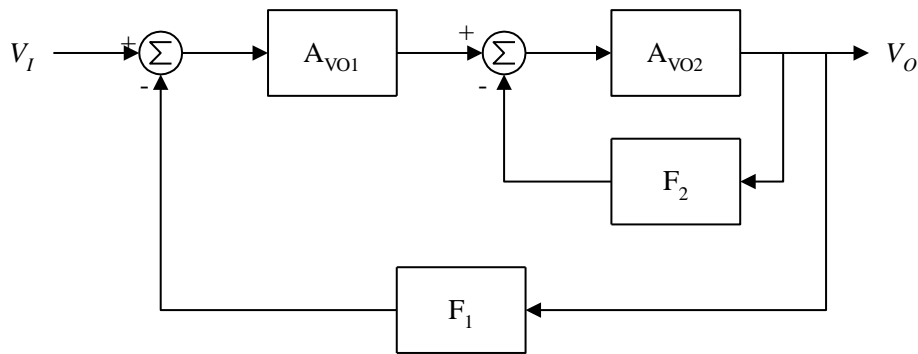 V_I
+
Σ
-
A_VO1
+
Σ
-
A_VO2
V_O
F_2
F_1